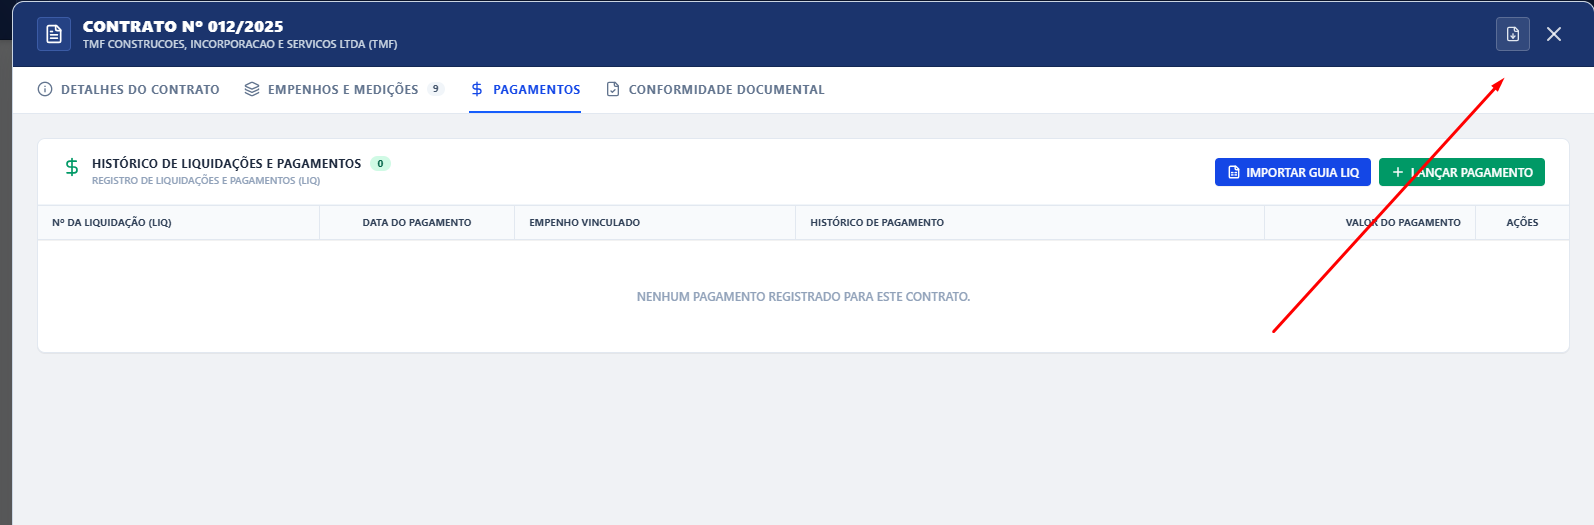 CONTRATO Nº 012/2025
TMF CONSTRUCOES, INCORPORACAO E SERVICOS LTDA (TMF)
DETALHES DO CONTRATO
EMPENHOS E MEDIÇÕES 9
PAGAMENTOS
CONFORMIDADE DOCUMENTAL
HISTÓRICO DE LIQUIDAÇÕES E PAGAMENTOS 0
REGISTRO DE LIQUIDAÇÕES E PAGAMENTOS (LIQ)
IMPORTAR GUIA LIQ
+ LANÇAR PAGAMENTO
Nº DA LIQUIDAÇÃO (LIQ)
DATA DO PAGAMENTO
EMPENHO VINCULADO
HISTÓRICO DE PAGAMENTO
VALOR DO PAGAMENTO
AÇÕES
NENHUM PAGAMENTO REGISTRADO PARA ESTE CONTRATO.